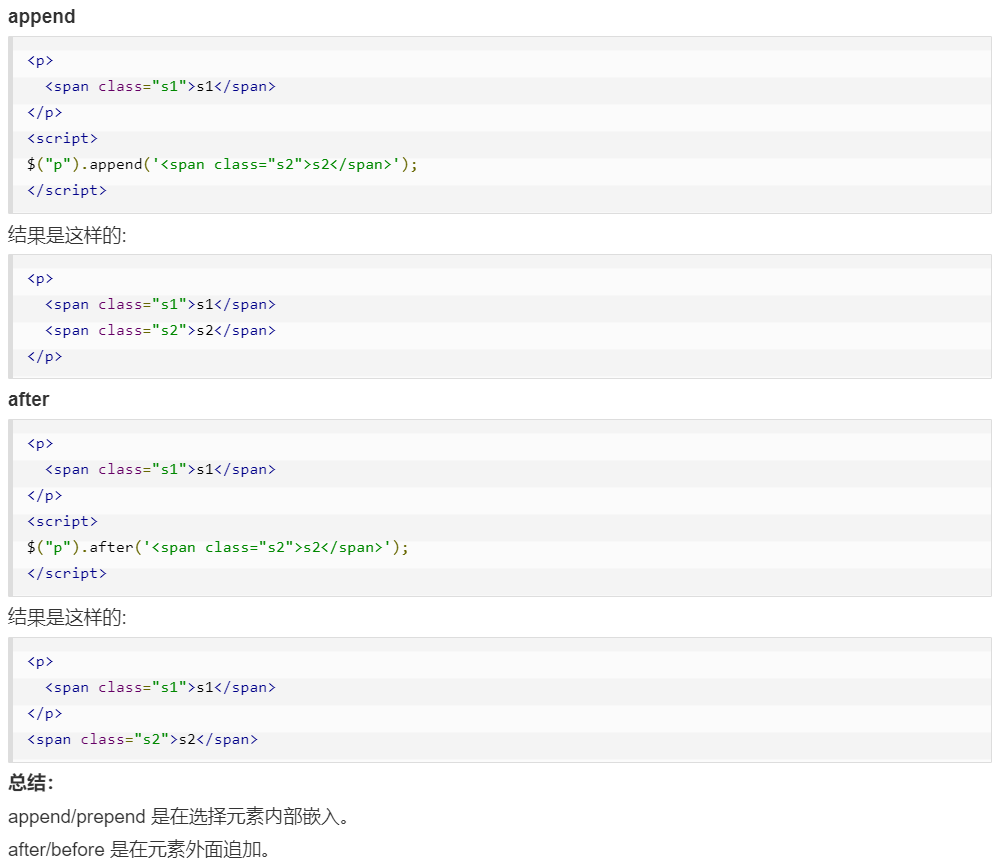 append
<p>
  <span class="s1">s1</span>
</p>
<script>
$("p").append('<span class="s2">s2</span>');
</script>
结果是这样的:
<p>
  <span class="s1">s1</span>
  <span class="s2">s2</span>
</p>
after
<p>
  <span class="s1">s1</span>
</p>
<script>
$("p").after('<span class="s2">s2</span>');
</script>
结果是这样的:
<p>
  <span class="s1">s1</span>
</p>
<span class="s2">s2</span>
总结：
append/prepend 是在选择元素内部嵌入。
after/before 是在元素外面追加。